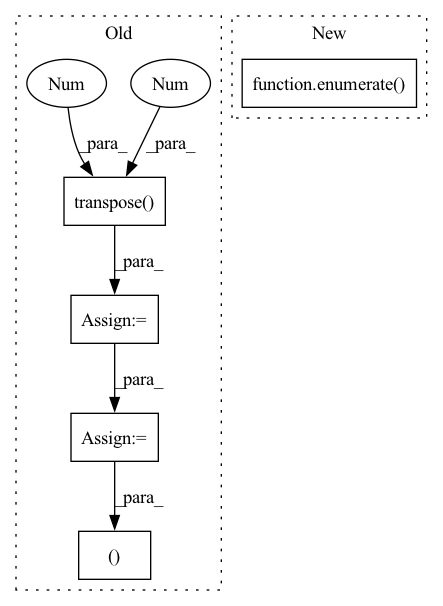 Old
New
Num
Num
function.enumerate()
_para_
_para_
transpose()
_para_
Assign:=
_para_
Assign:=
_para_
()